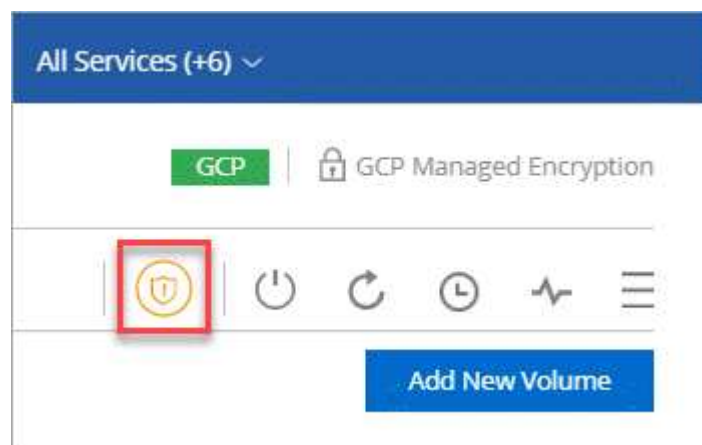 All Services (+6)
GCP
GCP Managed Encryption
Add New Volume